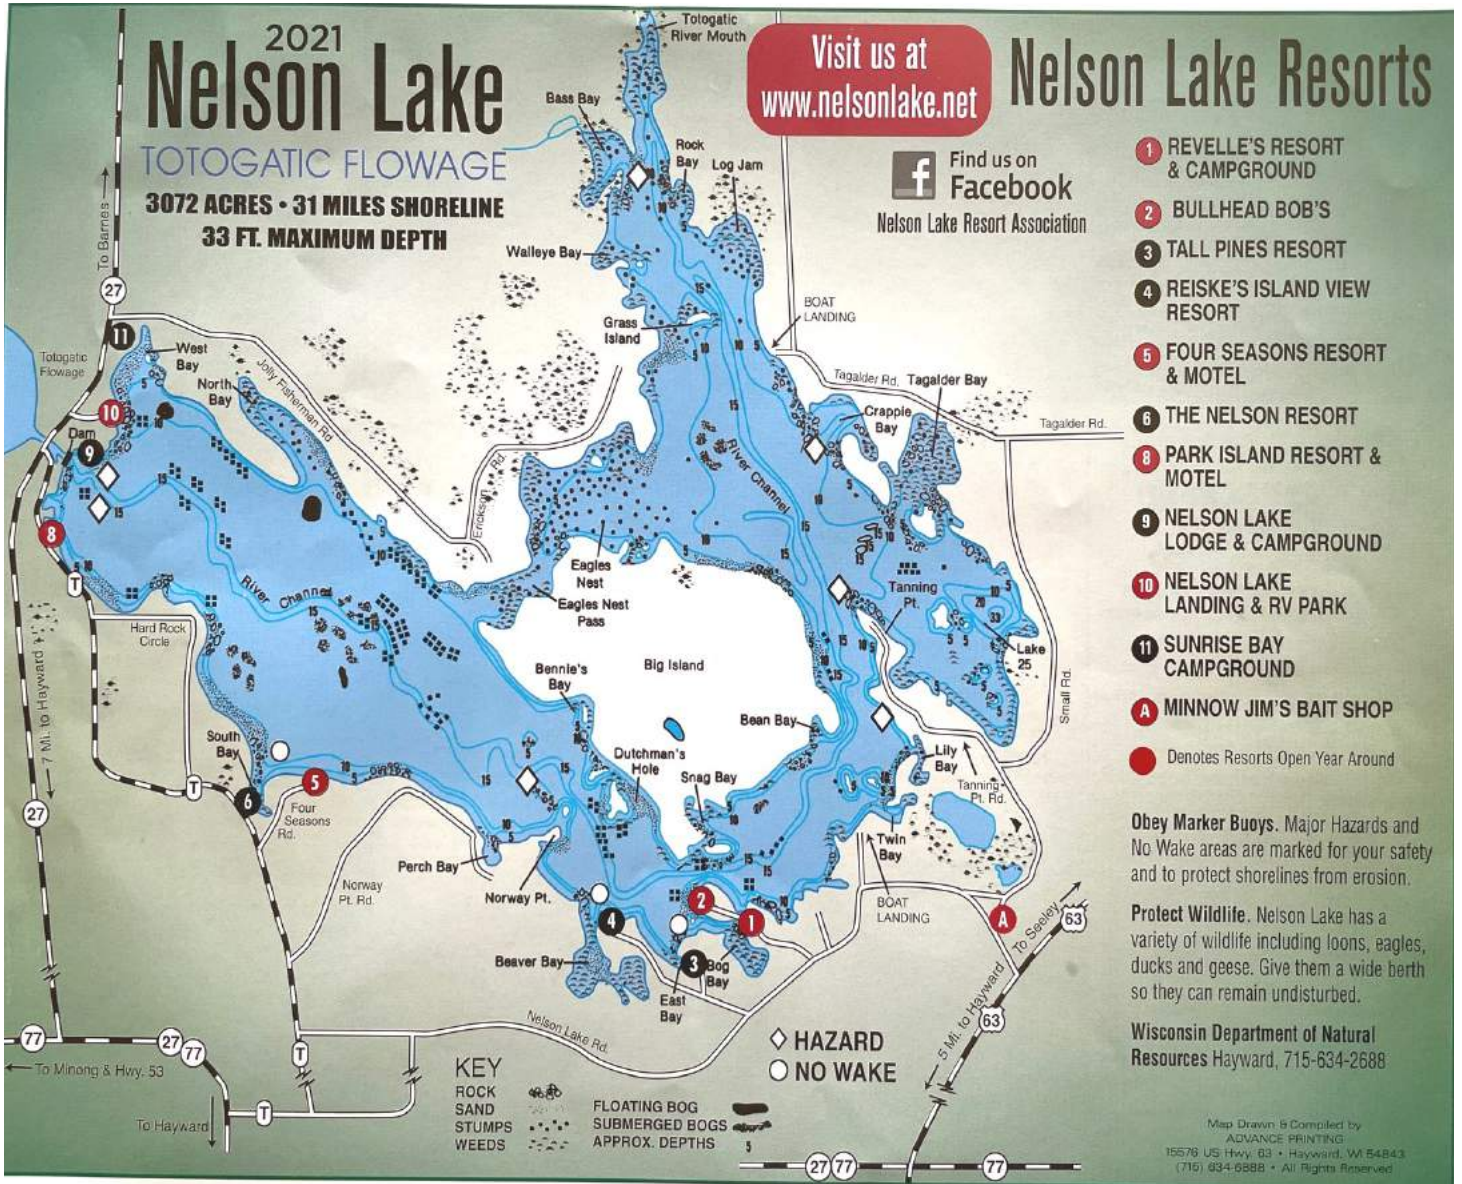 2021
Nelson Lake
TOTOGATIC FLOWAGE
3072 ACRES • 31 MILES SHORELINE
33 FT. MAXIMUM DEPTH
Visit us at
www.nelsonlake.net
Find us on
Facebook
Nelson Lake Resort Association
Nelson Lake Resorts
1 REVELLE'S RESORT
& CAMPGROUND
2 BULLHEAD BOB'S
3 TALL PINES RESORT
4 REISKE'S ISLAND VIEW
RESORT
5 FOUR SEASONS RESORT
& MOTEL
6 THE NELSON RESORT
8 PARK ISLAND RESORT &
MOTEL
9 NELSON LAKE
LODGE & CAMPGROUND
10 NELSON LAKE
LANDING & RV PARK
11 SUNRISE BAY
CAMPGROUND
A MINNOW JIM'S BAIT SHOP
Denotes Resorts Open Year Around
Obey Marker Buoys. Major Hazards and
No Wake areas are marked for your safety
and to protect shorelines from erosion.
Protect Wildlife. Nelson Lake has a
variety of wildlife including loons, eagles,
ducks and geese. Give them a wide berth
so they can remain undisturbed.
Wisconsin Department of Natural
Resources Hayward, 715-634-2688
Map Drawn & Compiled by
ADVANCE PRINTING
15576 US Hwy. 63 • Hayward, WI 54843
(715) 634-6888 • All Rights Reserved
Totogatic
River Mouth
Bass Bay
Rock
Bay
Log Jam
Walleye Bay
Grass
Island
BOAT
LANDING
Tagalder Rd.
Tagalder Bay
Tagalder Rd.
Crappie
Bay
To Barnes
27
11
Totogatic
Flowage
West
Bay
North
Bay
Jolly Fisherman Rd
10
Dam
9
8
T
Erickson Rd.
River Channel
River Channel
Eagles
Nest
Eagles Nest
Pass
Tanning
Pt.
Lake
25
Small Rd.
Hard Rock
Circle
7 Mi. to Hayward
Bennie's
Bay
Big Island
Bean Bay
South
Bay
Dutchman's
Hole
Snag Bay
Lily
Bay
Tanning
Pt. Rd.
T
6
5
Four
Seasons
Rd.
27
Twin
Bay
Perch Bay
Norway Pt.
Norway
Pt. Rd.
BOAT
LANDING
2
1
4
3
A
Beaver Bay
Bog
Bay
East
Bay
To Seeley
63
5 Mi. to Hayward
63
Nelson Lake Rd.
77
27
77
T
To Minong & Hwy. 53
T
To Hayward
HAZARD
NO WAKE
KEY
ROCK
SAND
STUMPS
WEEDS
FLOATING BOG
SUBMERGED BOGS
APPROX. DEPTHS 5
27 77
77